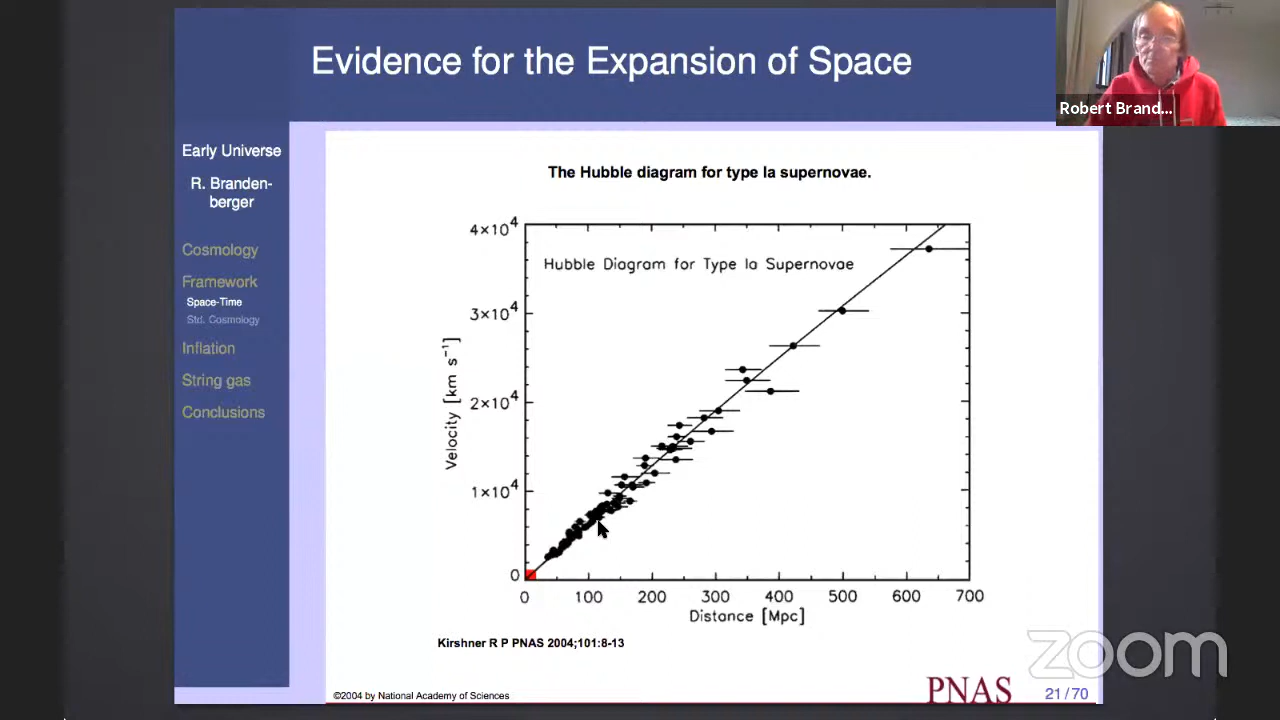 Evidence for the Expansion of Space
Robert Brand...
Early Universe
R. Branden-
berger
Cosmology
Framework
Space-Time
Std. Cosmology
Inflation
String gas
Conclusions
The Hubble diagram for type Ia supernovae.
Hubble Diagram for Type Ia Supernovae
Velocity [km s⁻¹]
4×10⁴
3×10⁴
2×10⁴
1×10⁴
0
0 100 200 300 400 500 600 700
Distance [Mpc]
Kirshner R P PNAS 2004;101:8-13
©2004 by National Academy of Sciences
PNAS
21/70
zoom